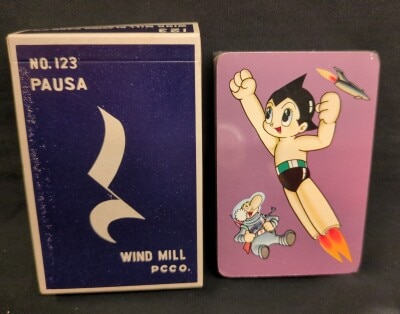 NO.123
PAUSA
WIND MILL
PCCO.